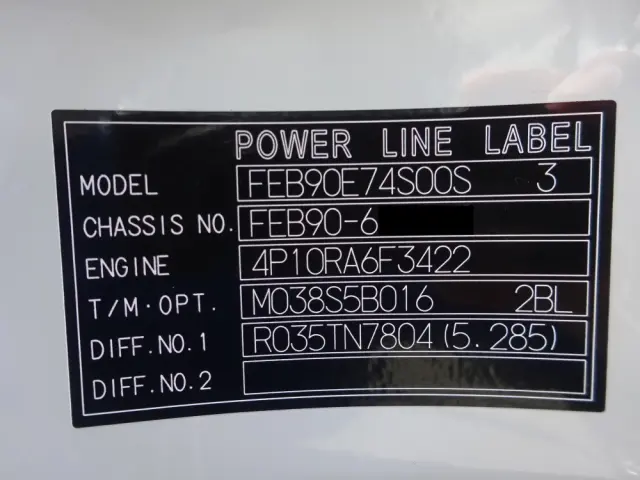 POWER LINE LABEL
MODEL FEB90E74S00S 3
CHASSIS NO. FEB90-6
ENGINE 4P10RA6F3422
T/M·OPT. M038S5B016 2BL
DIFF.NO.1 R035TN7804(5.285)
DIFF.NO.2